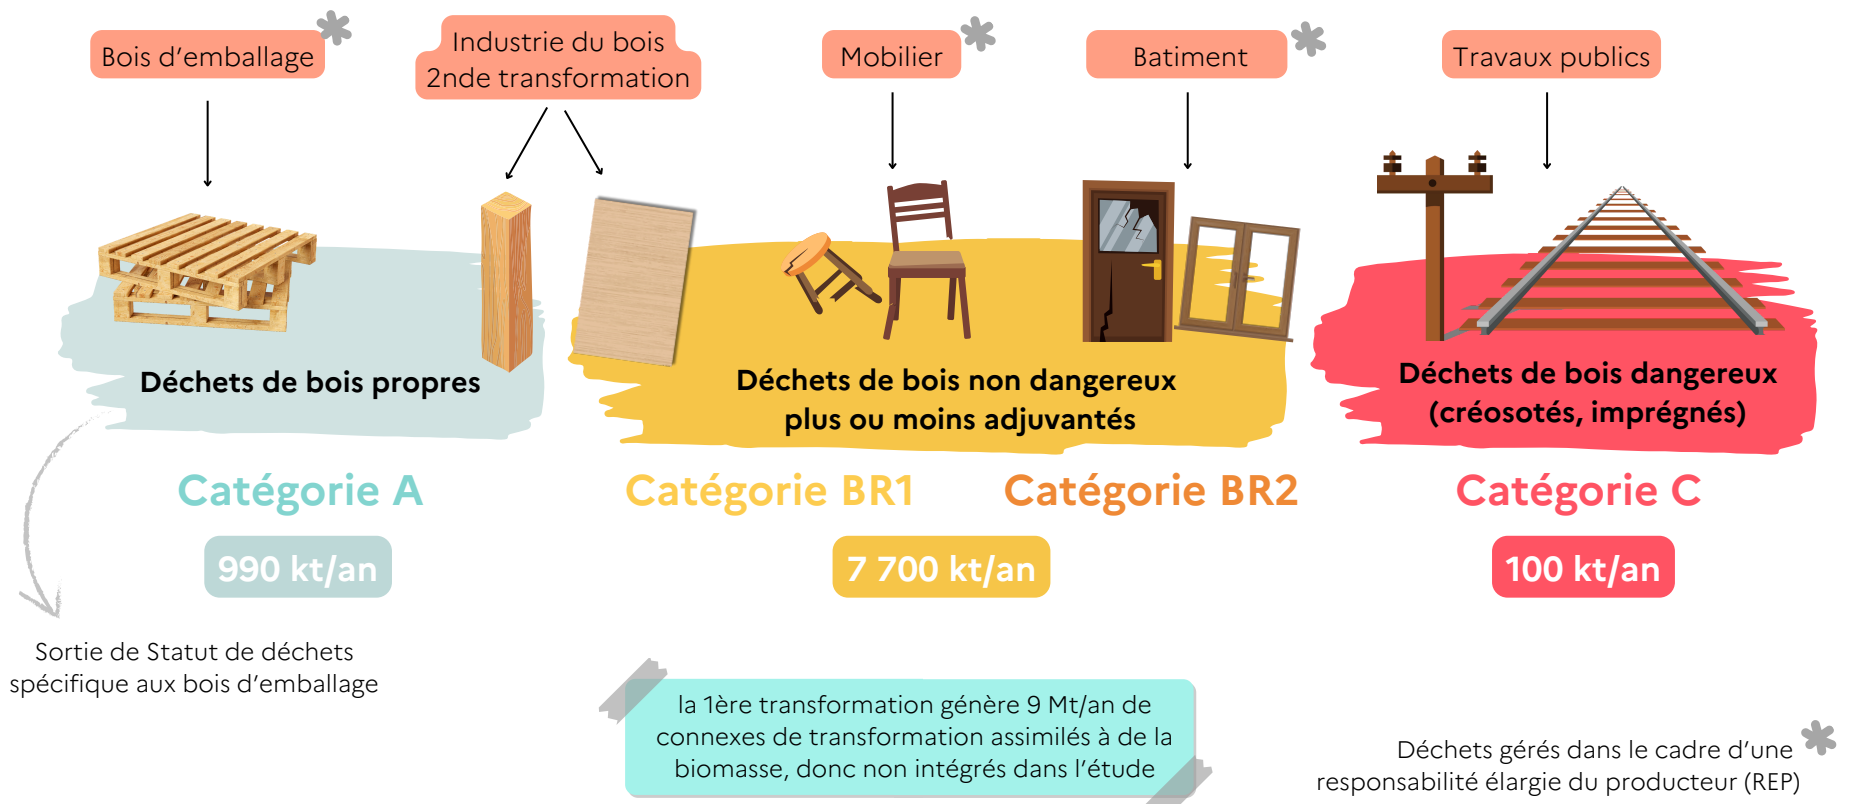 Bois d'emballage
Industrie du bois
2nde transformation
Mobilier
Batiment
Travaux publics
Déchets de bois propres
Déchets de bois non dangereux
plus ou moins adjuvantés
Déchets de bois dangereux
(créosotés, imprégnés)
Catégorie A
Catégorie BR1
Catégorie BR2
Catégorie C
990 kt/an
7 700 kt/an
100 kt/an
Sortie de Statut de déchets
spécifique aux bois d'emballage
la 1ère transformation génère 9 Mt/an de
connexes de transformation assimilés à de la
biomasse, donc non intégrés dans l'étude
Déchets gérés dans le cadre d'une
responsabilité élargie du producteur (REP)